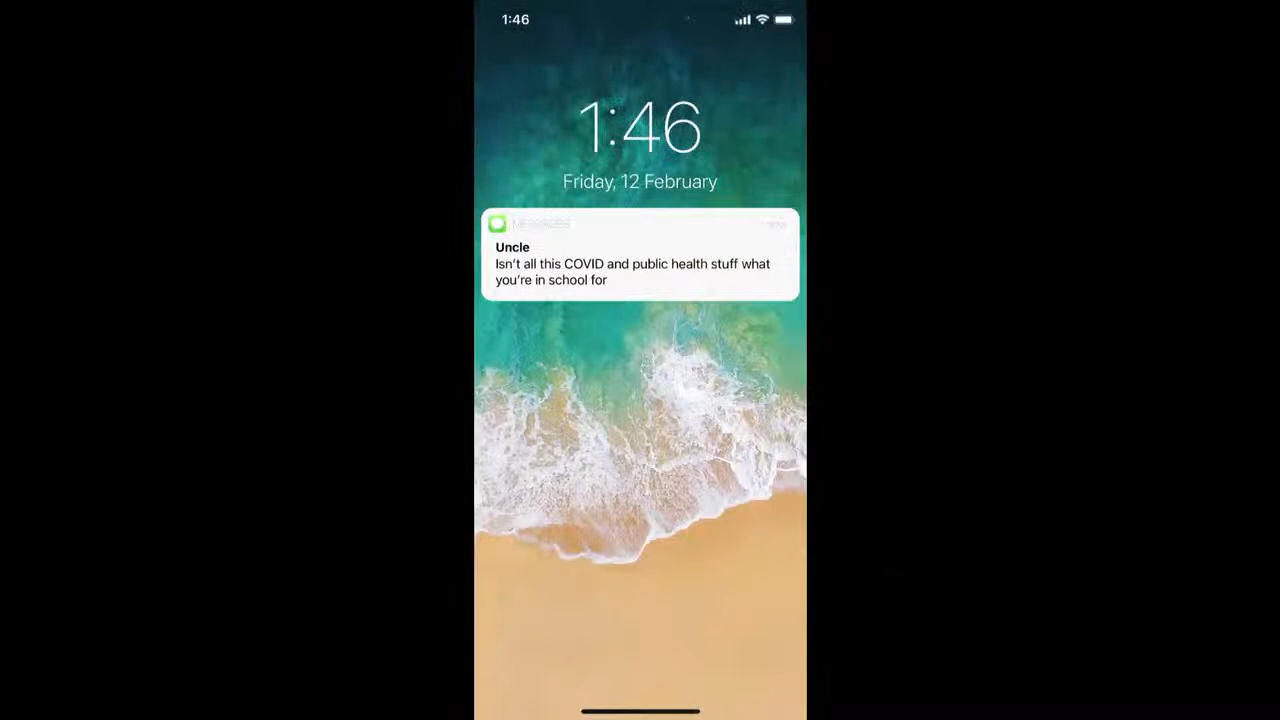 1:46
1:46
Friday, 12 February
MESSAGES
Uncle
Isn't all this COVID and public health stuff what
you're in school for